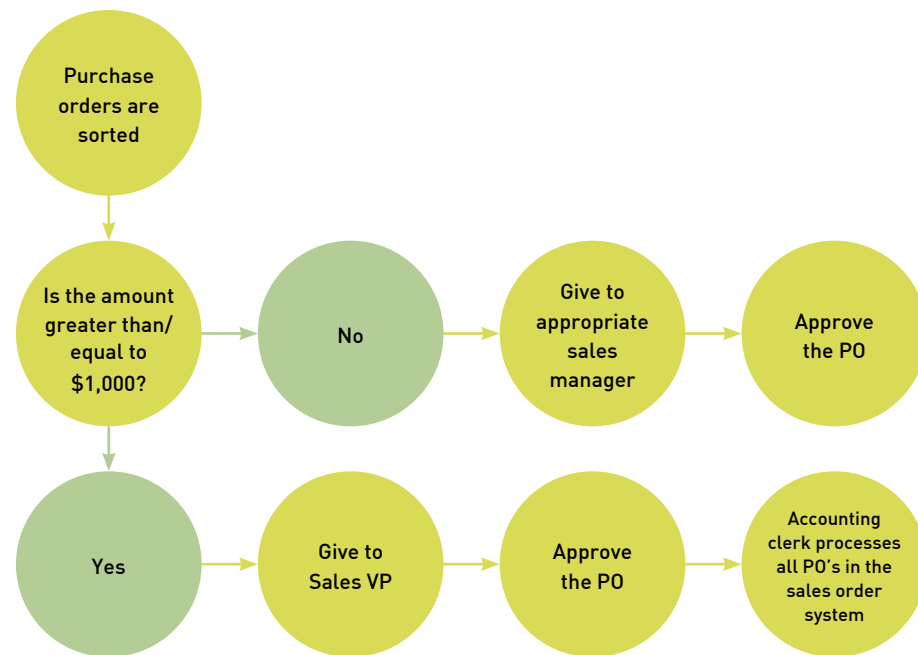 Purchase
orders are
sorted
Is the amount
greater than/
equal to
$1,000?
No
Give to
appropriate
sales
manager
Approve
the PO
Yes
Give to
Sales VP
Approve
the PO
Accounting
clerk processes
all PO’s in the
sales order
system